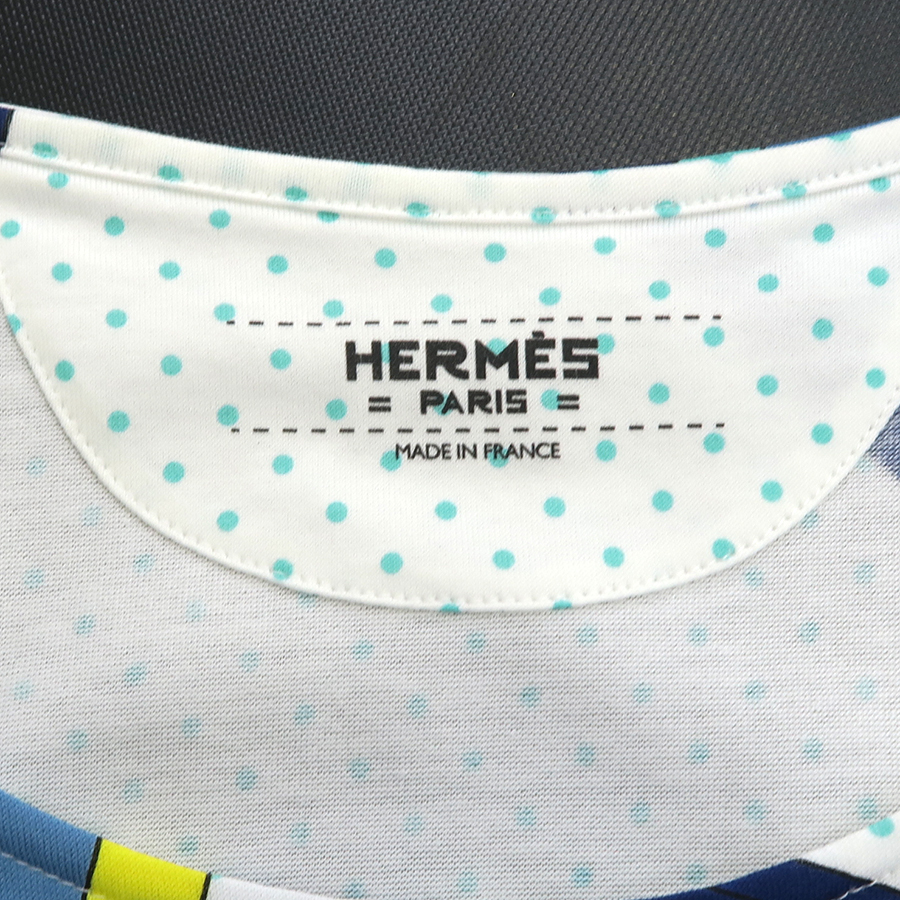 HERMÈS
= PARIS =
MADE IN FRANCE